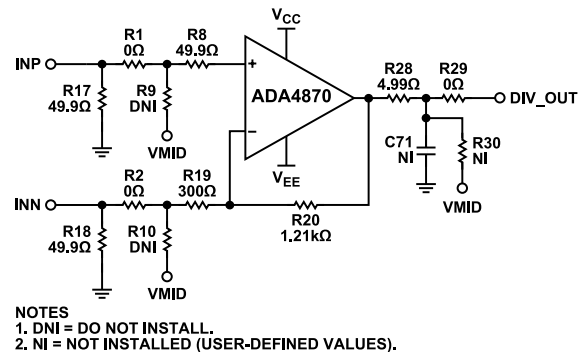 VCC
R1
0Ω
R8
49.9Ω
INP
R17
49.9Ω
R9
DNI
VMID
+
ADA4870
−
VEE
R28
4.99Ω
R29
0Ω
DIV_OUT
C71
NI
R30
NI
VMID
R2
0Ω
R19
300Ω
INN
R18
49.9Ω
R10
DNI
VMID
R20
1.21kΩ
NOTES
1. DNI = DO NOT INSTALL.
2. NI = NOT INSTALLED (USER-DEFINED VALUES).